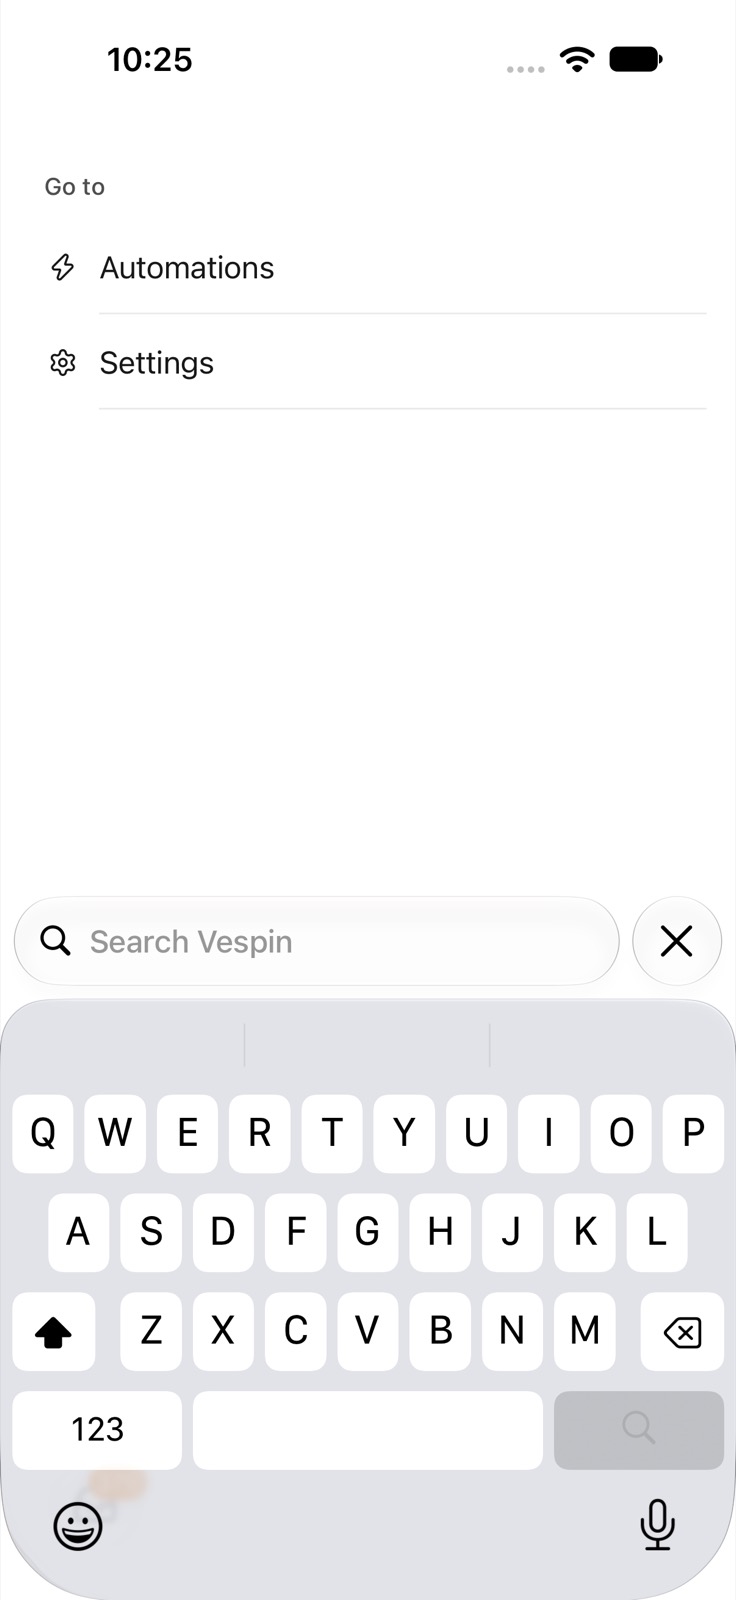 10:25
Go to
Automations
Settings
Search Vespin
Q W E R T Y U I O P
A S D F G H J K L
Z X C V B N M
123